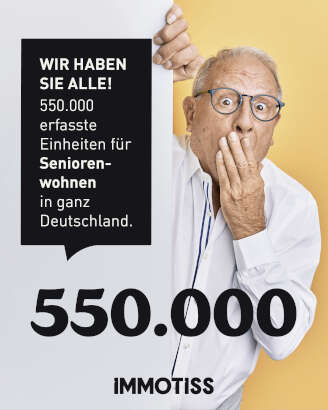 WIR HABEN
SIE ALLE!
550.000
erfasste
Einheiten für
Senioren-
wohnen
in ganz
Deutschland.
550.000
IMMOTISS